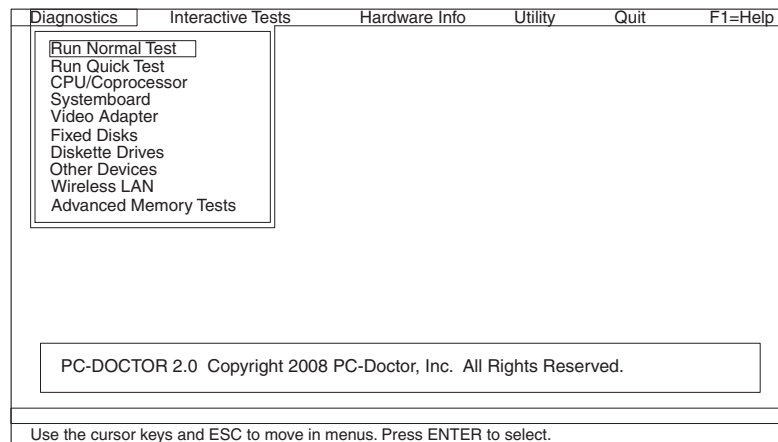 Diagnostics Interactive Tests Hardware Info Utility Quit F1=Help
Run Normal Test
Run Quick Test
CPU/Coprocessor
Systemboard
Video Adapter
Fixed Disks
Diskette Drives
Other Devices
Wireless LAN
Advanced Memory Tests
PC-DOCTOR 2.0 Copyright 2008 PC-Doctor, Inc. All Rights Reserved.
Use the cursor keys and ESC to move in menus. Press ENTER to select.